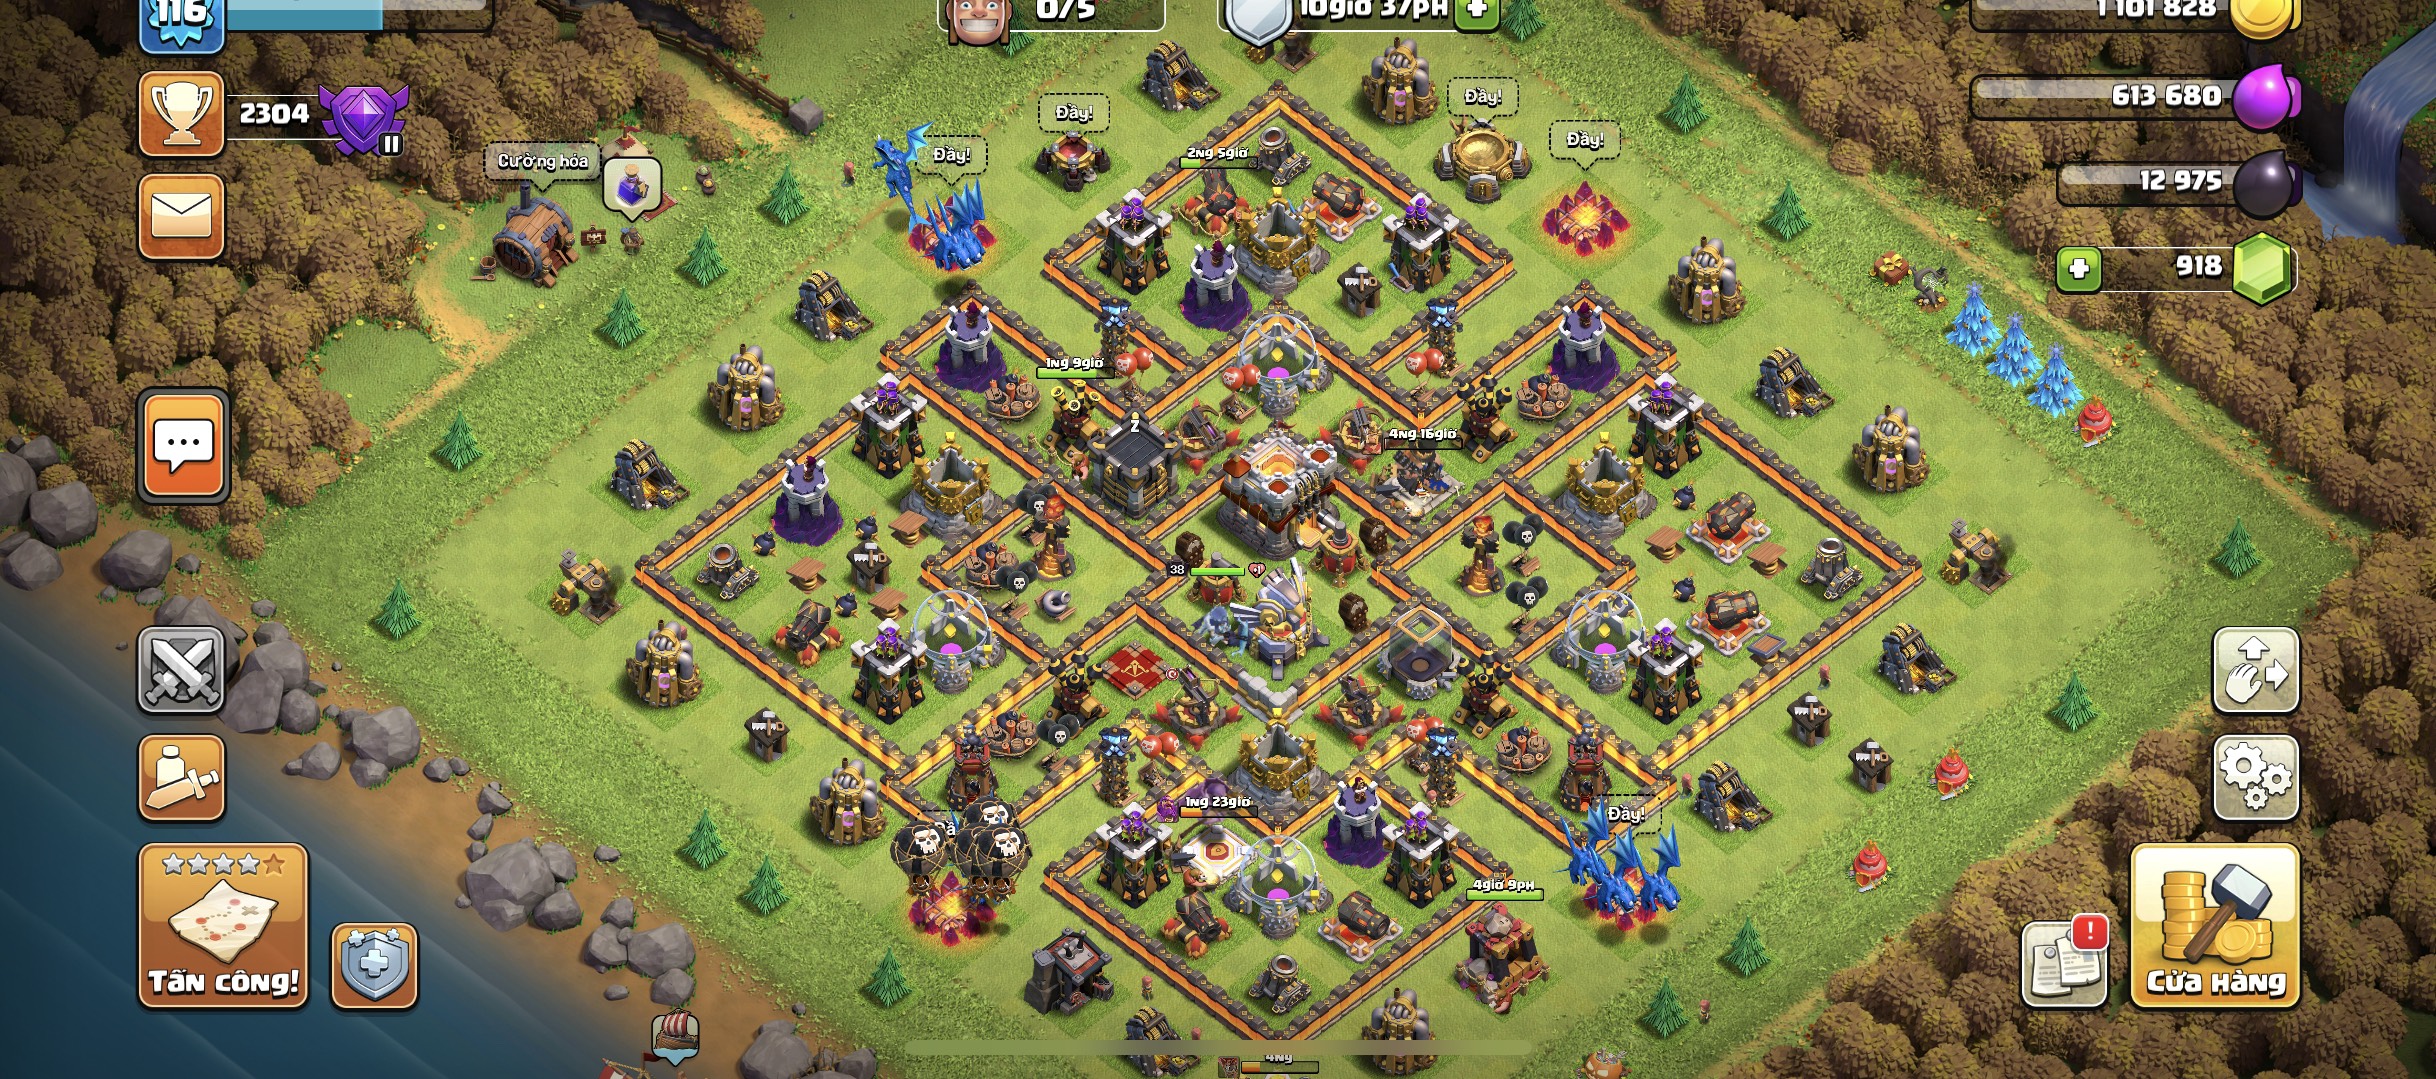 116
0/5
10giờ 37pH
1 101 828
2304
Đầy!
Đầy!
613 680
Cường hóa
Đầy!
2ng 5giờ
Đầy!
12 975
918
1ng 9giờ
Z
4ng 16giờ
38
+1
1ng 23giờ
Đầy!
4giờ 9pH
!
Tấn công!
Cửa Hàng